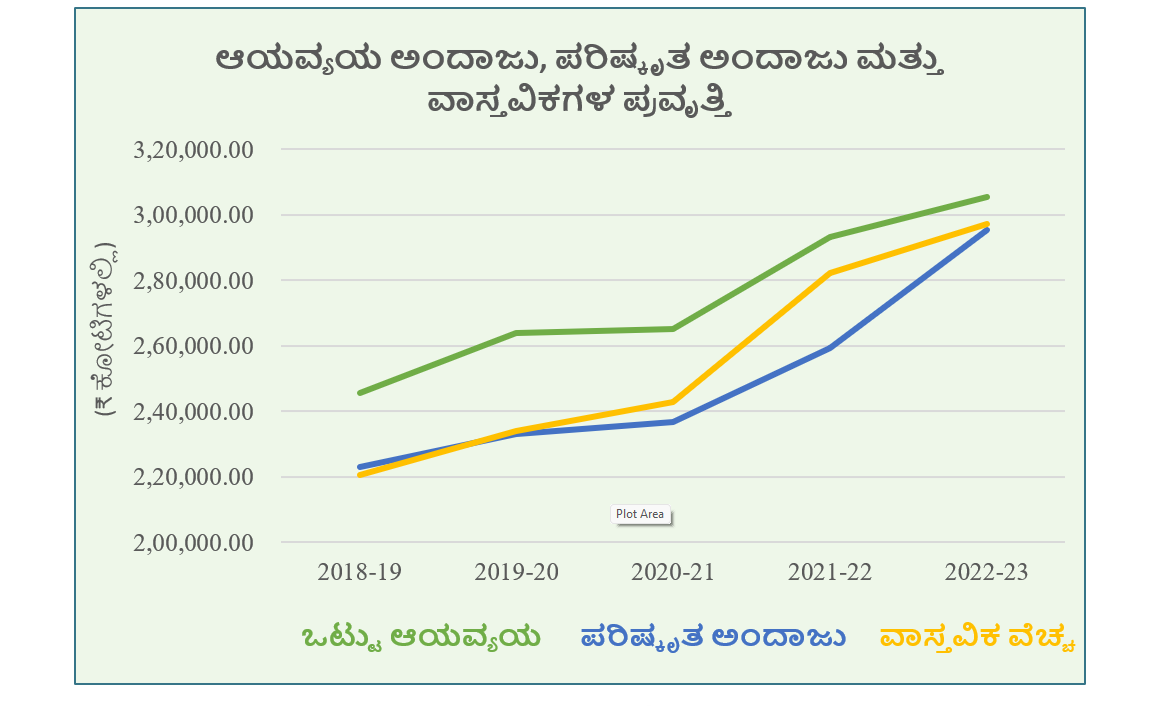 ಆಯವ್ಯಯ ಅಂದಾಜು, ಪರಿಷ್ಕೃತ ಅಂದಾಜು ಮತ್ತು
ವಾಸ್ತವಿಕಗಳ ಪ್ರವೃತ್ತಿ
3,20,000.00
3,00,000.00
2,80,000.00
2,60,000.00
2,40,000.00
2,20,000.00
2,00,000.00
(₹ ಕೋಟಿಗಳಲ್ಲಿ)
Plot Area
2018-19 2019-20 2020-21 2021-22 2022-23
ಒಟ್ಟು ಆಯವ್ಯಯ ಪರಿಷ್ಕೃತ ಅಂದಾಜು ವಾಸ್ತವಿಕ ವೆಚ್ಚ